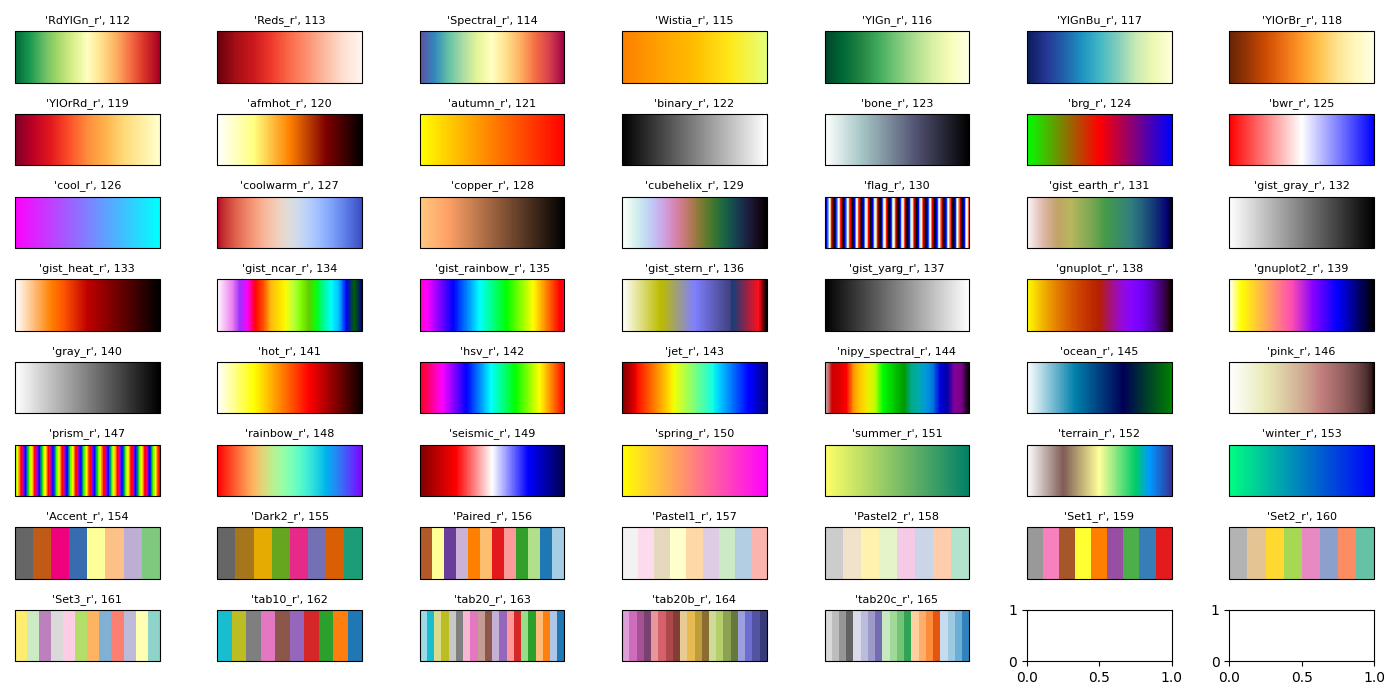 'RdYlGn_r', 112
'Reds_r', 113
'Spectral_r', 114
'Wistia_r', 115
'YlGn_r', 116
'YlGnBu_r', 117
'YlOrBr_r', 118
'YlOrRd_r', 119
'afmhot_r', 120
'autumn_r', 121
'binary_r', 122
'bone_r', 123
'brg_r', 124
'bwr_r', 125
'cool_r', 126
'coolwarm_r', 127
'copper_r', 128
'cubehelix_r', 129
'flag_r', 130
'gist_earth_r', 131
'gist_gray_r', 132
'gist_heat_r', 133
'gist_ncar_r', 134
'gist_rainbow_r', 135
'gist_stern_r', 136
'gist_yarg_r', 137
'gnuplot_r', 138
'gnuplot2_r', 139
'gray_r', 140
'hot_r', 141
'hsv_r', 142
'jet_r', 143
'nipy_spectral_r', 144
'ocean_r', 145
'pink_r', 146
'prism_r', 147
'rainbow_r', 148
'seismic_r', 149
'spring_r', 150
'summer_r', 151
'terrain_r', 152
'winter_r', 153
'Accent_r', 154
'Dark2_r', 155
'Paired_r', 156
'Pastel1_r', 157
'Pastel2_r', 158
'Set1_r', 159
'Set2_r', 160
'Set3_r', 161
'tab10_r', 162
'tab20_r', 163
'tab20b_r', 164
'tab20c_r', 165
1
0
0.0 0.5 1.0
1
0
0.0 0.5 1.0